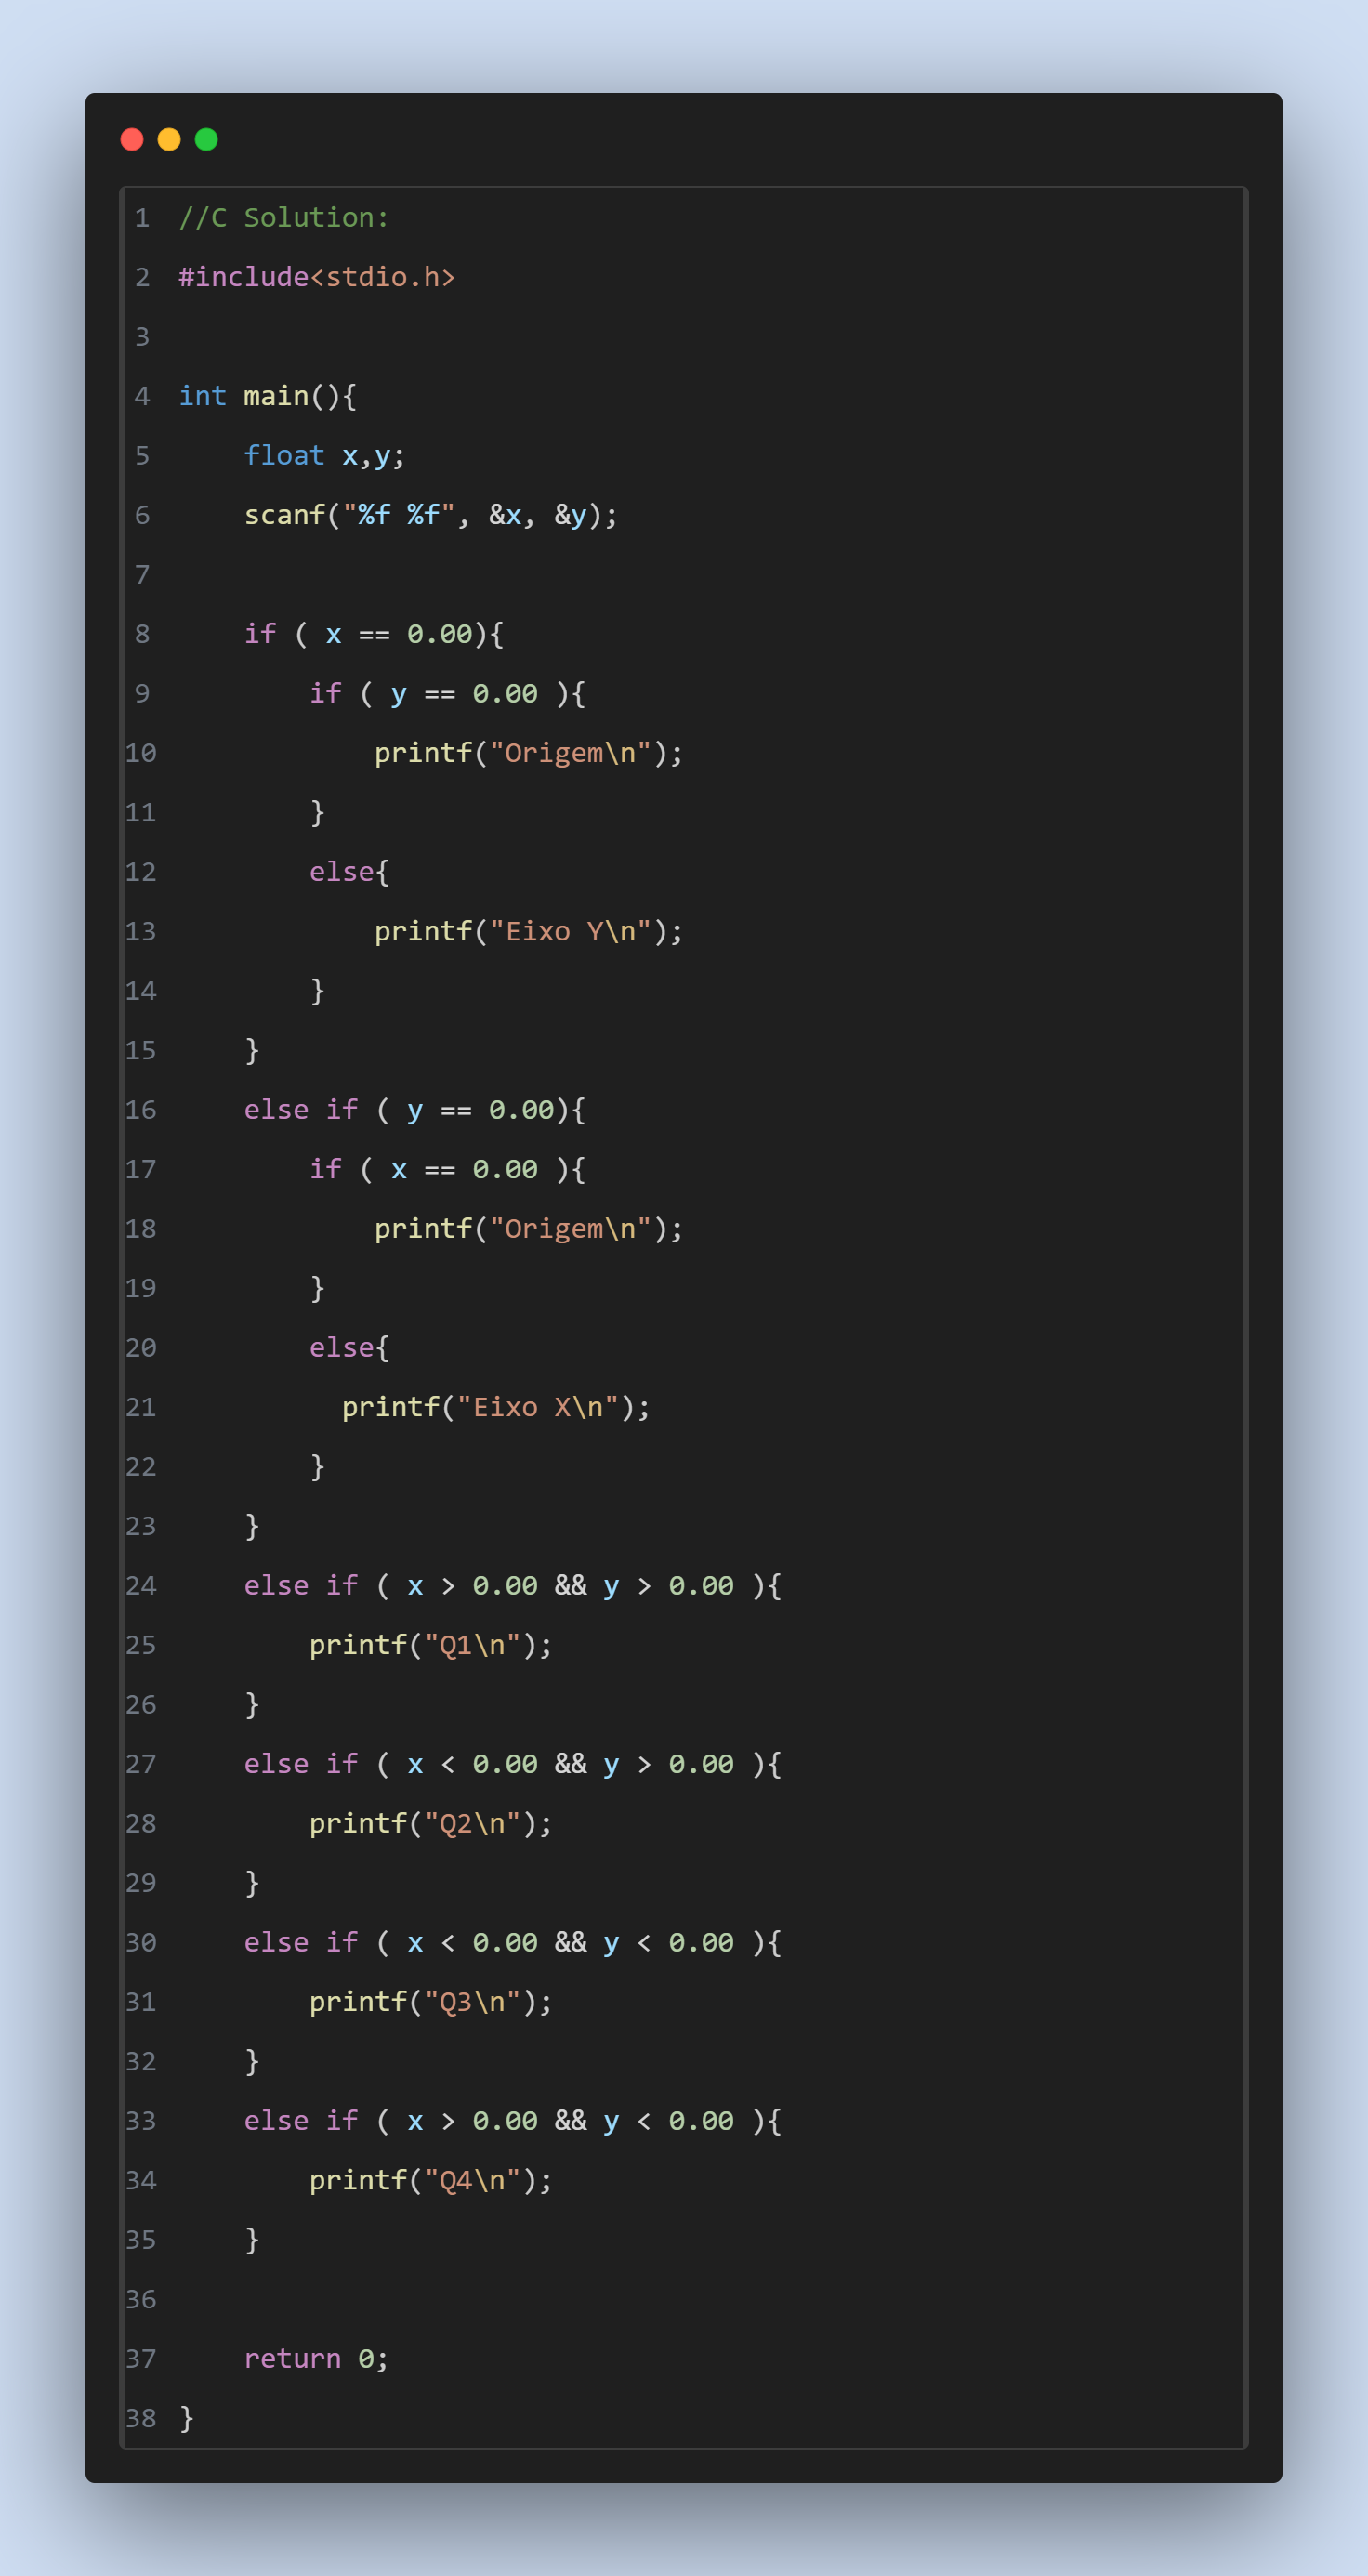 1 //C Solution:
2 #include<stdio.h>
3
4 int main(){
5     float x,y;
6     scanf("%f %f", &x, &y);
7
8     if ( x == 0.00){
9         if ( y == 0.00 ){
10             printf("Origem\n");
11         }
12         else{
13             printf("Eixo Y\n");
14         }
15     }
16     else if ( y == 0.00){
17         if ( x == 0.00 ){
18             printf("Origem\n");
19         }
20         else{
21           printf("Eixo X\n");
22         }
23     }
24     else if ( x > 0.00 && y > 0.00 ){
25         printf("Q1\n");
26     }
27     else if ( x < 0.00 && y > 0.00 ){
28         printf("Q2\n");
29     }
30     else if ( x < 0.00 && y < 0.00 ){
31         printf("Q3\n");
32     }
33     else if ( x > 0.00 && y < 0.00 ){
34         printf("Q4\n");
35     }
36
37     return 0;
38 }